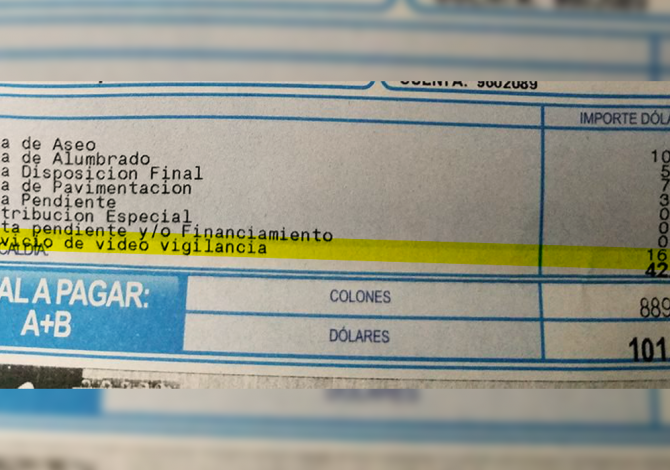 CUENTA: 9602089
IMPORTE DÓLA
a de Aseo 10
a de Alumbrado 5
a Disposicion Final 7
a de Pavimentacion 3
a Pendiente 0
tribucion Especial 0
ta pendiente y/o Financiamiento 0
vicio de video vigilancia 16
CALDIA: 42
AL A PAGAR:
A+B
COLONES 889
DÓLARES 101